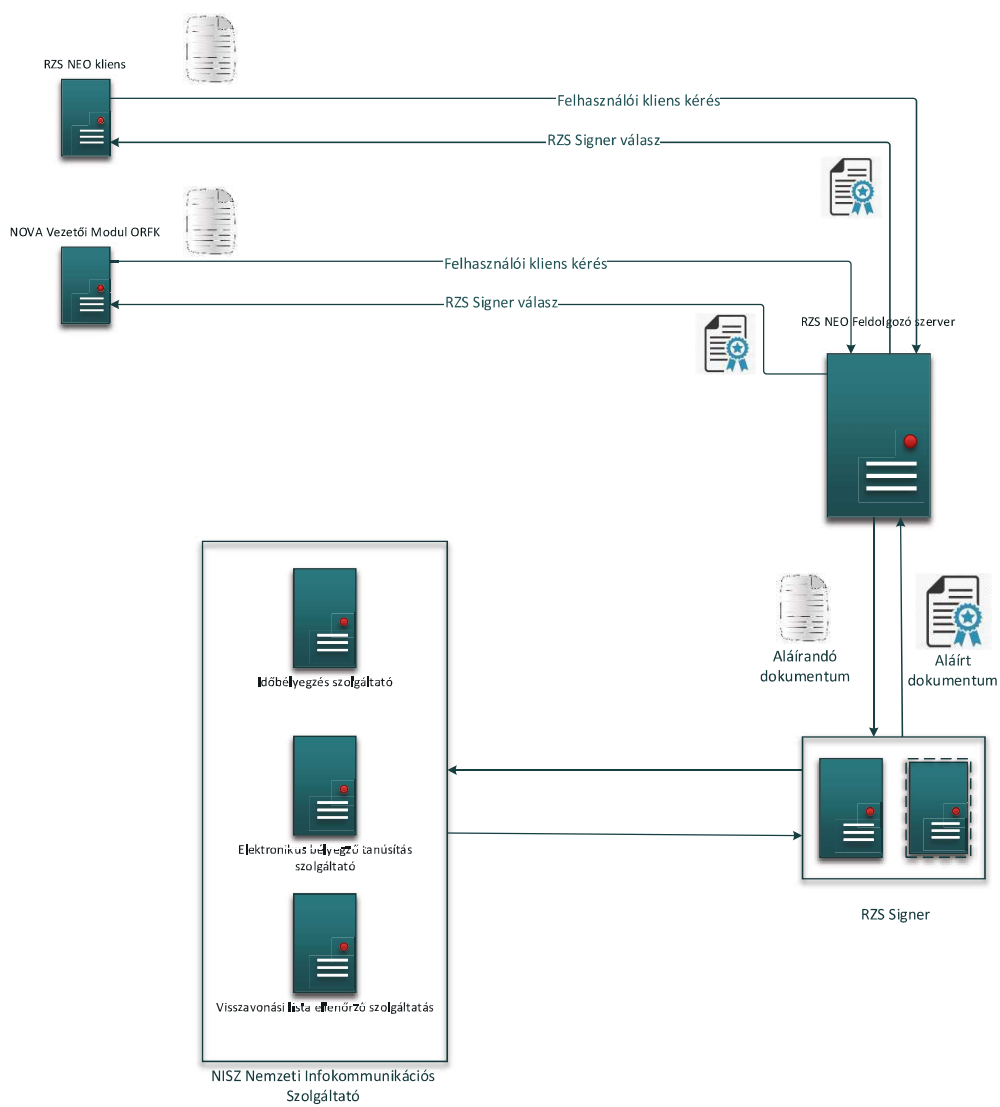 RZS NEO kliens
Felhasználói kliens kérés
RZS Signer válasz
NOVA Vezetői Modul ORFK
Felhasználói kliens kérés
RZS Signer válasz
RZS NEO Feldolgozó szerver
Aláírandó
dokumentum
Aláírt
dokumentum
Időbélyegzés szolgáltató
Elektronikus bélyegző tanúsítás
szolgáltató
Visszavonási lista ellenőrző szolgáltatás
RZS Signer
NISZ Nemzeti Infokommunikációs
Szolgáltató